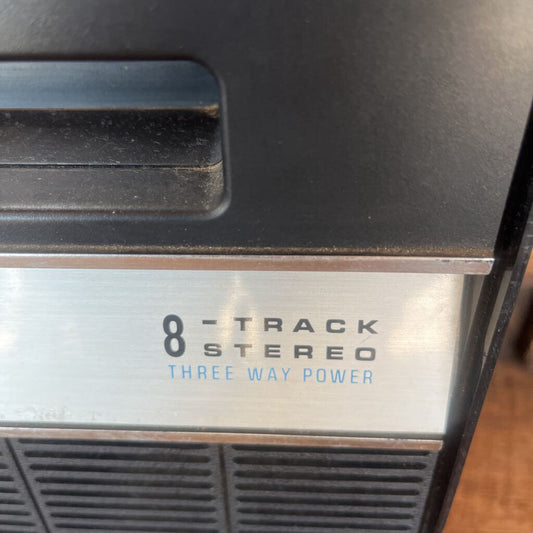 8 - TRACK
STEREO
THREE WAY POWER